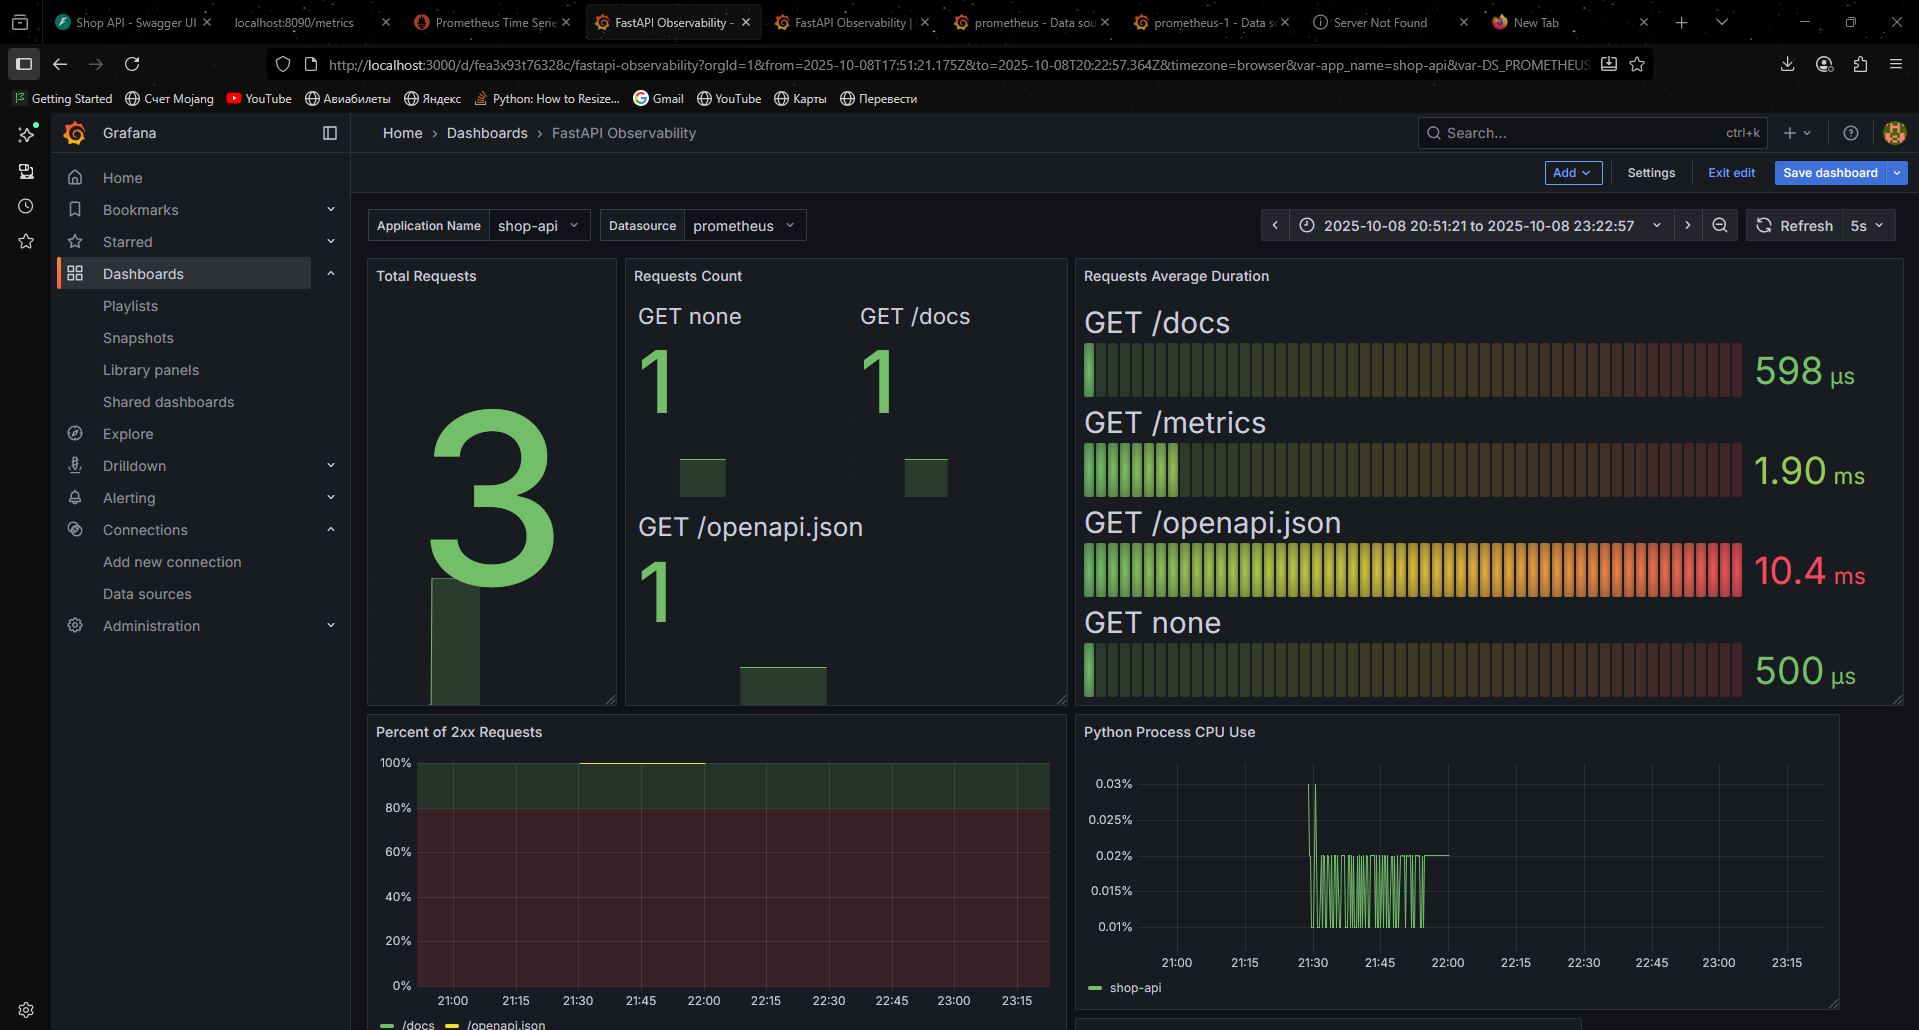 Shop API - Swagger UI
localhost:8090/metrics
Prometheus Time Serie
FastAPI Observability -
FastAPI Observability |
prometheus - Data sou
prometheus-1 - Data so
Server Not Found
New Tab
http://localhost:3000/d/fea3x93t76328c/fastapi-observability?orgId=1&from=2025-10-08T17:51:21.175Z&to=2025-10-08T20:22:57.364Z&timezone=browser&var-app_name=shop-api&var-DS_PROMETHEUS
Getting Started
Счет Mojang
YouTube
Авиабилеты
Яндекс
Python: How to Resize...
Gmail
YouTube
Карты
Перевести
Grafana
Home › Dashboards › FastAPI Observability
Search...
ctrl+k
Home
Bookmarks
Starred
Dashboards
Playlists
Snapshots
Library panels
Shared dashboards
Explore
Drilldown
Alerting
Connections
Add new connection
Data sources
Administration
Add
Settings
Exit edit
Save dashboard
Application Name shop-api
Datasource prometheus
2025-10-08 20:51:21 to 2025-10-08 23:22:57
Refresh 5s
Total Requests
3
Requests Count
GET none
1
GET /docs
1
GET /openapi.json
1
Requests Average Duration
GET /docs
598 µs
GET /metrics
1.90 ms
GET /openapi.json
10.4 ms
GET none
500 µs
Percent of 2xx Requests
100%
80%
60%
40%
20%
0%
21:00 21:15 21:30 21:45 22:00 22:15 22:30 22:45 23:00 23:15
/docs /openapi.json
Python Process CPU Use
0.03%
0.025%
0.02%
0.015%
0.01%
21:00 21:15 21:30 21:45 22:00 22:15 22:30 22:45 23:00 23:15
shop-api